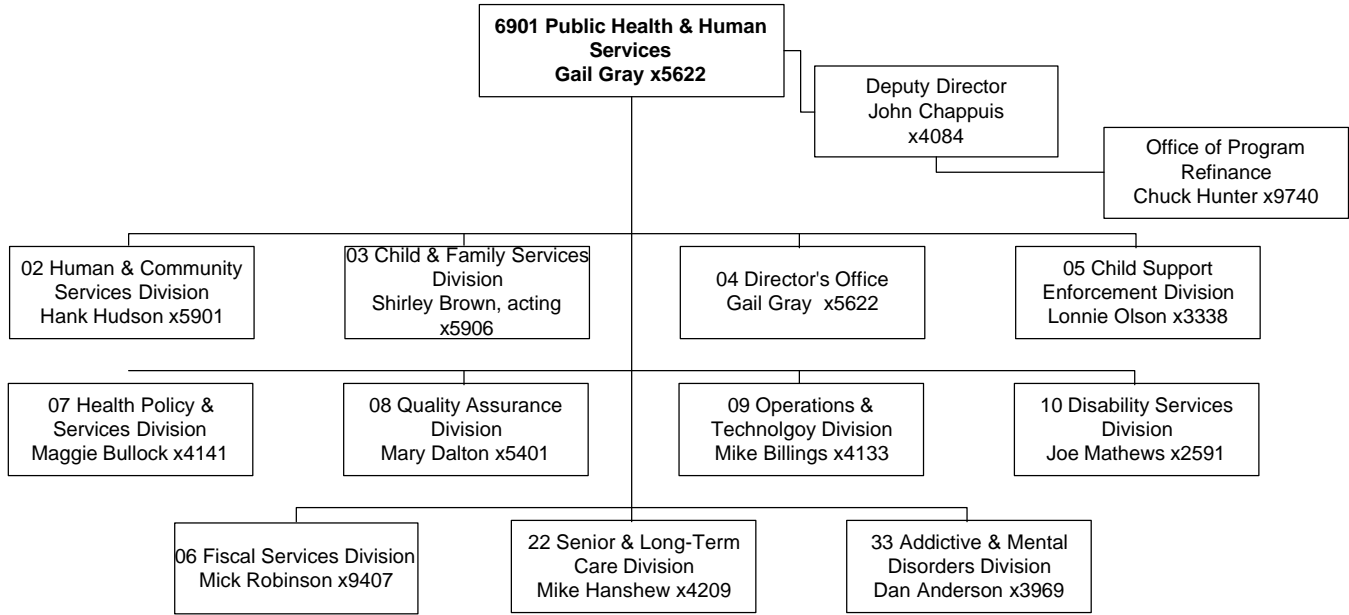 6901 Public Health & Human
Services
Gail Gray x5622
Deputy Director
John Chappuis
x4084
Office of Program
Refinance
Chuck Hunter x9740
02 Human & Community
Services Division
Hank Hudson x5901
03 Child & Family Services
Division
Shirley Brown, acting
x5906
04 Director's Office
Gail Gray  x5622
05 Child Support
Enforcement Division
Lonnie Olson x3338
07 Health Policy &
Services Division
Maggie Bullock x4141
08 Quality Assurance
Division
Mary Dalton x5401
09 Operations &
Technolgoy Division
Mike Billings x4133
10 Disability Services
Division
Joe Mathews x2591
06 Fiscal Services Division
Mick Robinson x9407
22 Senior & Long-Term
Care Division
Mike Hanshew x4209
33 Addictive & Mental
Disorders Division
Dan Anderson x3969